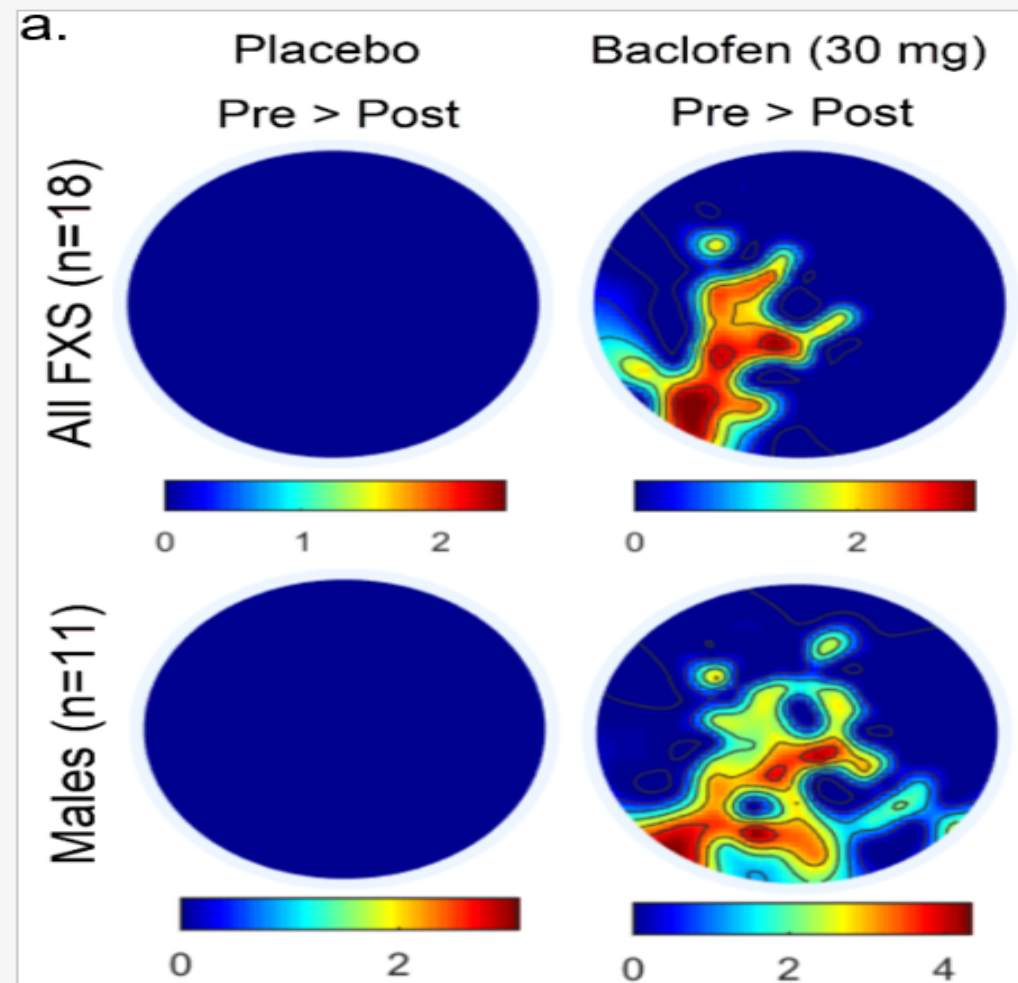 a.
Placebo
Baclofen (30 mg)
Pre > Post
Pre > Post
All FXS (n=18)
0 1 2
0 2
Males (n=11)
0 2
0 2 4